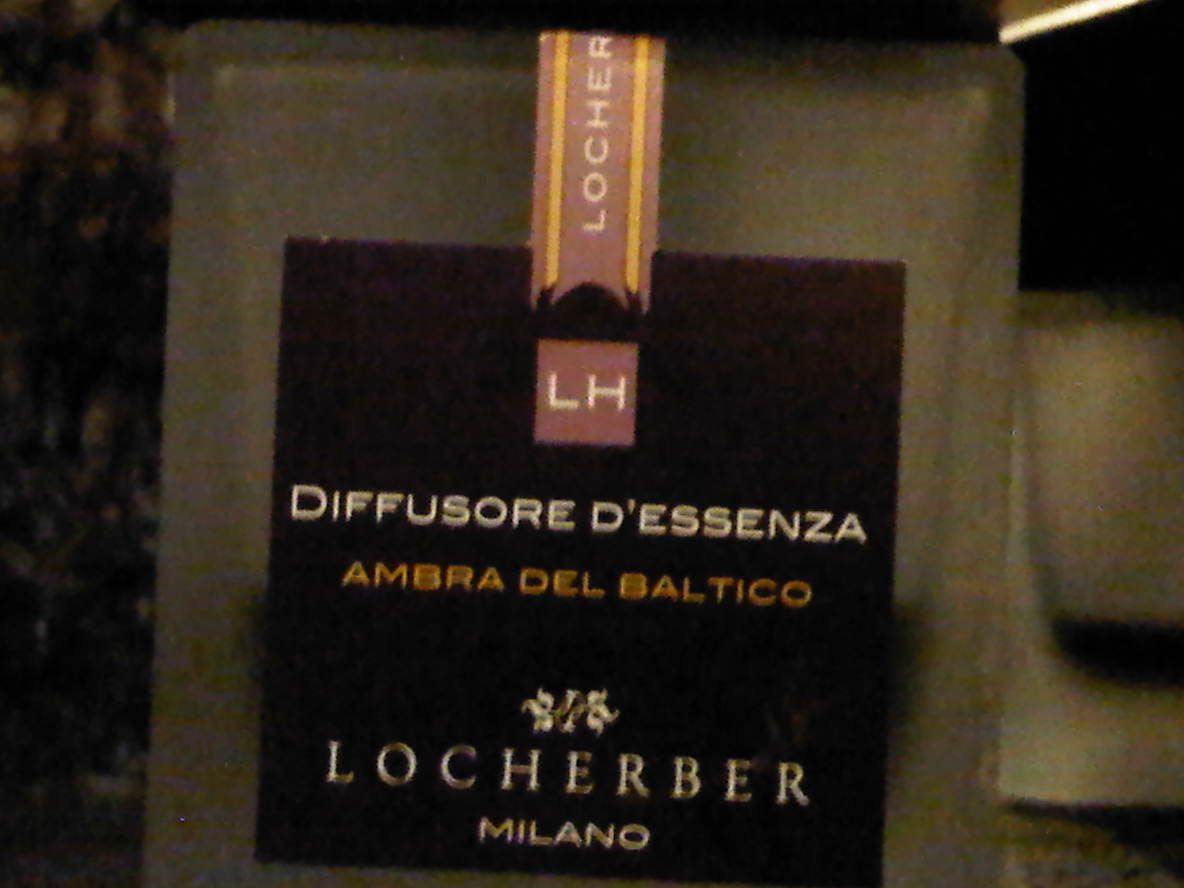 LOCHER
LH
DIFFUSORE D'ESSENZA
AMBRA DEL BALTICO
LOCHERBER
MILANO